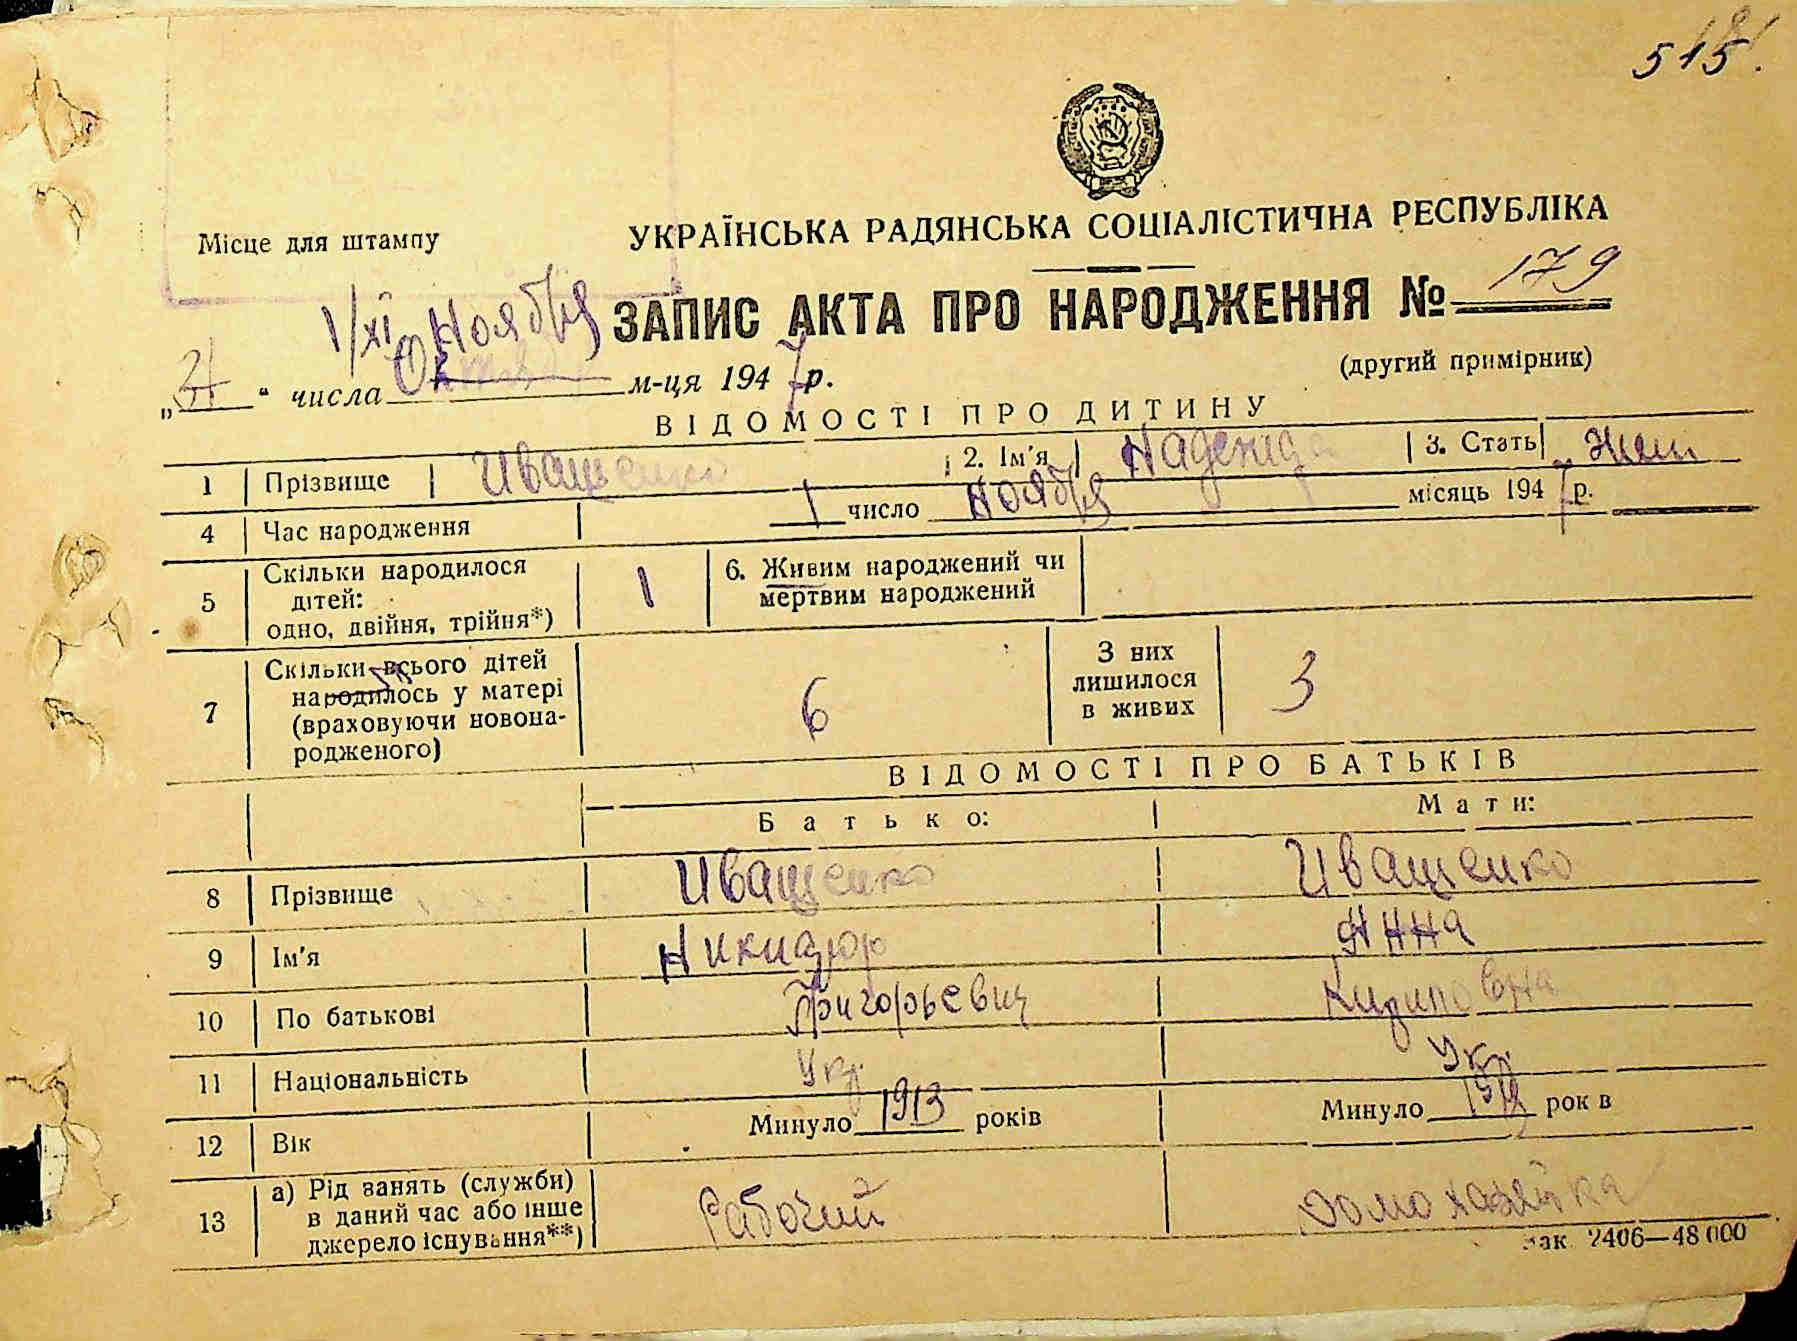 515.
Місце для штампу
УКРАЇНСЬКА РАДЯНСЬКА СОЦІАЛІСТИЧНА РЕСПУБЛІКА
1/XI Ноября
ЗАПИС АКТА ПРО НАРОДЖЕННЯ № 179
„ “ числа м-ця 1947 р.
(другий примірник)
ВІДОМОСТІ ПРО ДИТИНУ
1 Прізвище Иващенко 2. Ім'я Надежда 3. Стать жен
4 Час народження 1 число Ноября місяць 1947 р.
5 Скільки народилося дітей: одно, двійня, трійня*) 1 6. Живим народжений чи мертвим народжений
7 Скільки всього дітей народилось у матері (враховуючи новонародженого) 6 З них лишилося в живих 3
ВІДОМОСТІ ПРО БАТЬКІВ
Батько: Мати:
8 Прізвище Иващенко Иващенко
9 Ім'я Анна
10 По батькові Григорьевич
11 Національність Укр. Укр.
12 Вік Минуло 1913 років Минуло рок в
13 а) Рід занять (служби) в даний час або інше джерело існування**) Рабочий Домохазяйка
зак. 2406—48 000